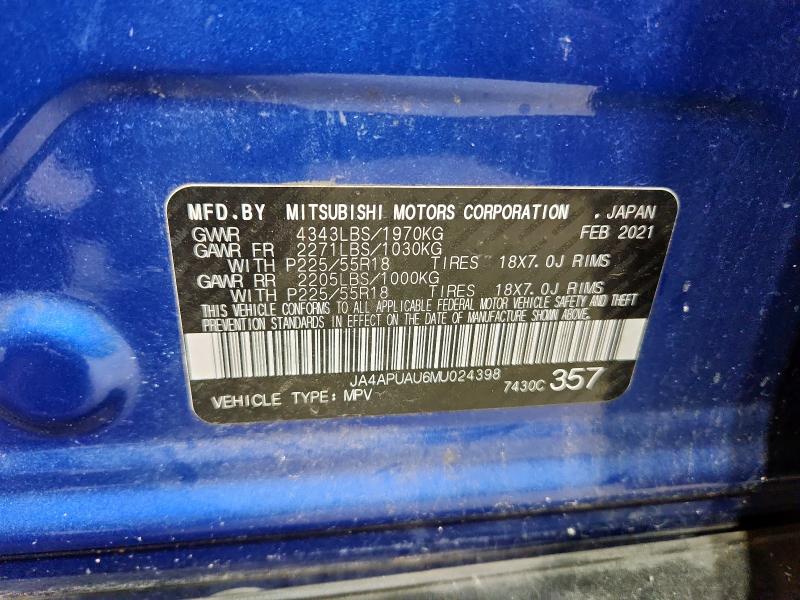 MFD.BY MITSUBISHI MOTORS CORPORATION , JAPAN
GVWR 4343LBS/1970KG FEB 2021
GAWR FR 2271LBS/1030KG
WITH P225/55R18 TIRES 18X7.0J RIMS
GAWR RR 2205LBS/1000KG
WITH P225/55R18 TIRES 18X7.0J RIMS
THIS VEHICLE CONFORMS TO ALL APPLICABLE FEDERAL MOTOR VEHICLE SAFETY AND THEFT
PREVENTION STANDARDS IN EFFECT ON THE DATE OF MANUFACTURE SHOWN ABOVE.
JA4APUAU6MU024398
VEHICLE TYPE: MPV 7430C 357